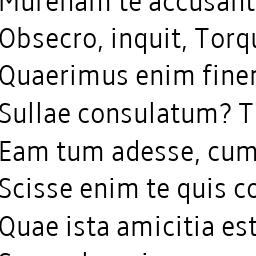 Murenam te accusant
Obsecro, inquit, Torqu
Quaerimus enim finem
Sullae consulatum? T
Eam tum adesse, cum
Scisse enim te quis co
Quae ista amicitia est